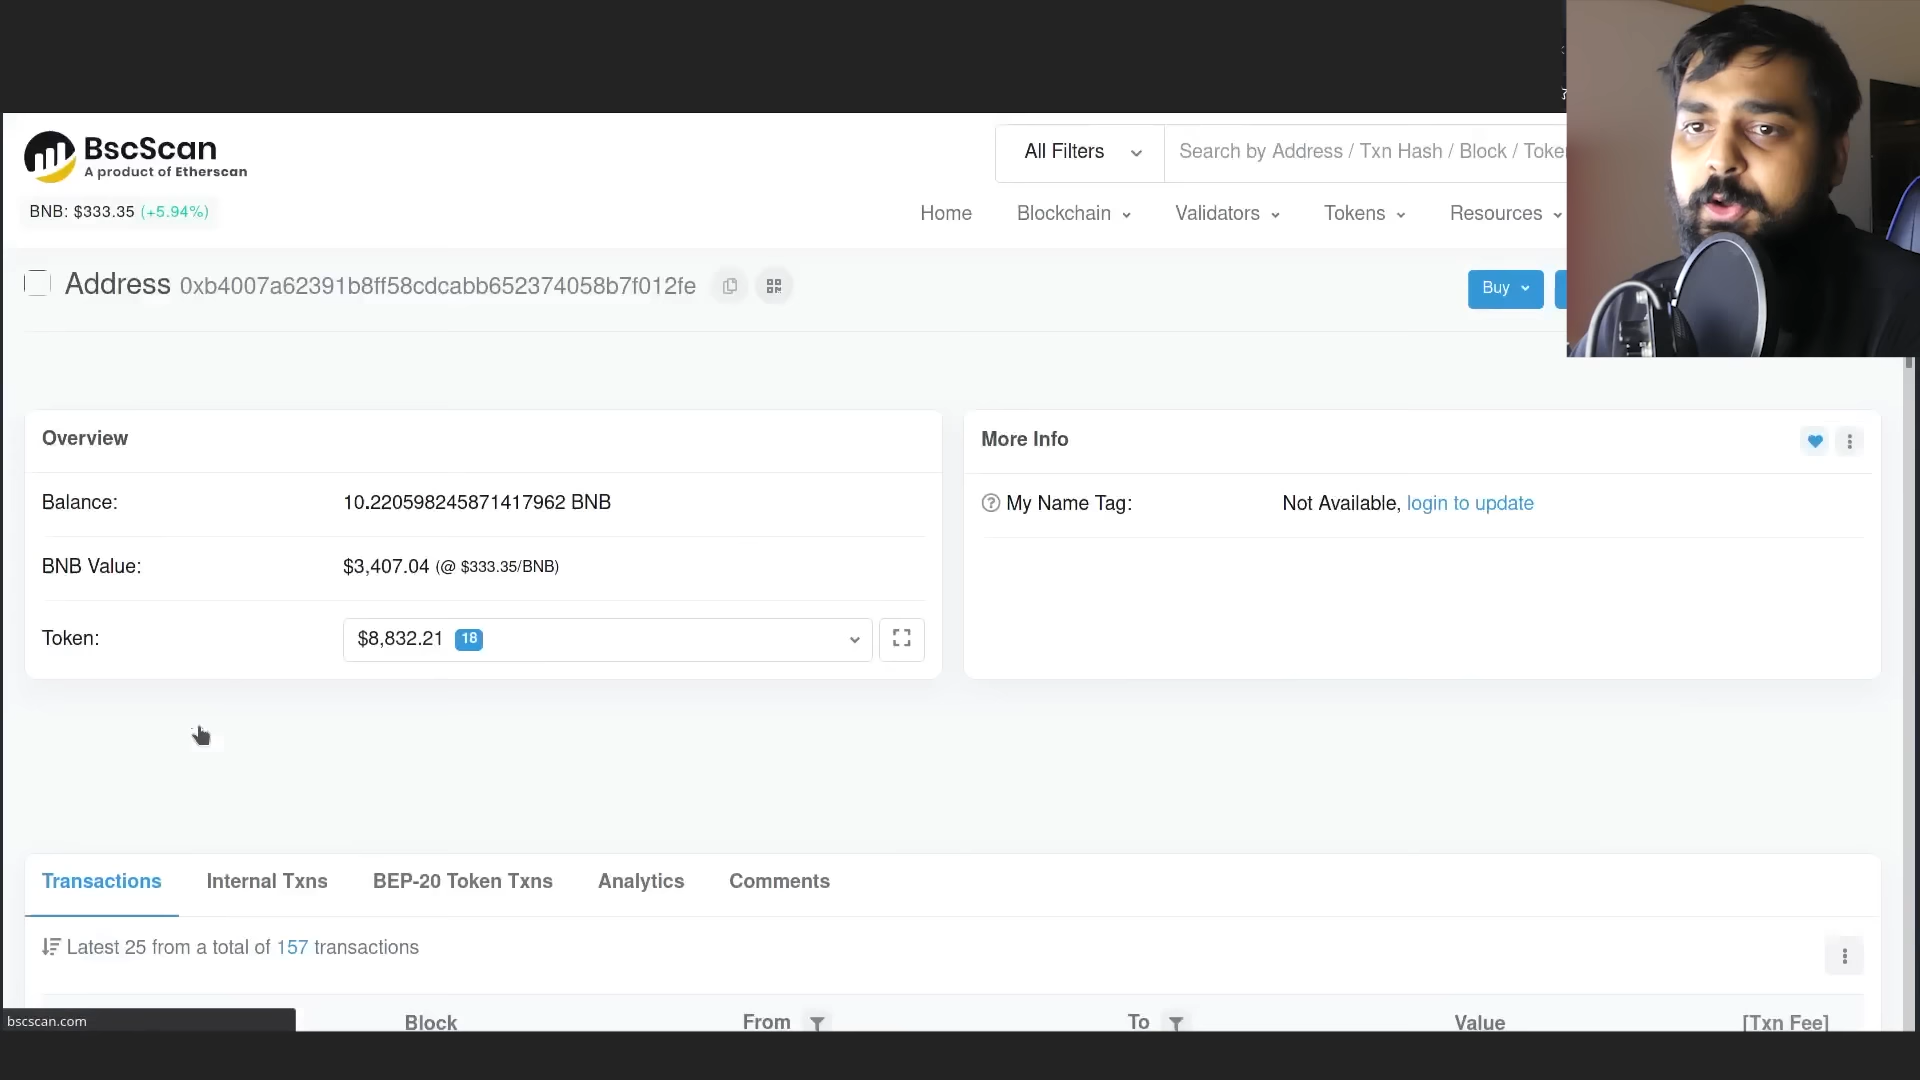 BscScan
A product of Etherscan
All Filters
Search by Address / Txn Hash / Block / Toke
BNB: $333.35 (+5.94%)
Home Blockchain Validators Tokens Resources
Address 0xb4007a62391b8ff58cdcabb652374058b7f012fe
Buy
Overview
Balance: 10.220598245871417962 BNB
BNB Value: $3,407.04 (@ $333.35/BNB)
Token: $8,832.21 18
More Info
My Name Tag: Not Available, login to update
Transactions Internal Txns BEP-20 Token Txns Analytics Comments
Latest 25 from a total of 157 transactions
Block From To Value [Txn Fee]
bscscan.com